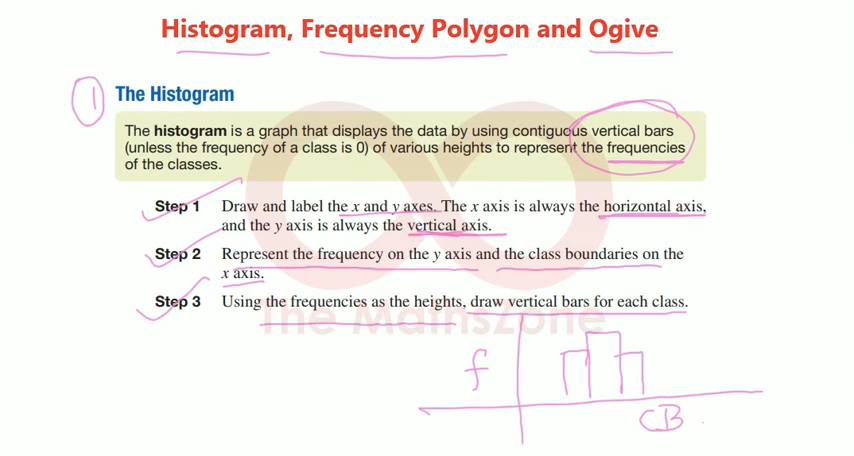 Histogram, Frequency Polygon and Ogive
1
The Histogram
The histogram is a graph that displays the data by using contiguous vertical bars
(unless the frequency of a class is 0) of various heights to represent the frequencies
of the classes.
Step 1 Draw and label the x and y axes. The x axis is always the horizontal axis,
and the y axis is always the vertical axis.
Step 2 Represent the frequency on the y axis and the class boundaries on the
x axis.
Step 3 Using the frequencies as the heights, draw vertical bars for each class.
The MathsZone
f
CB